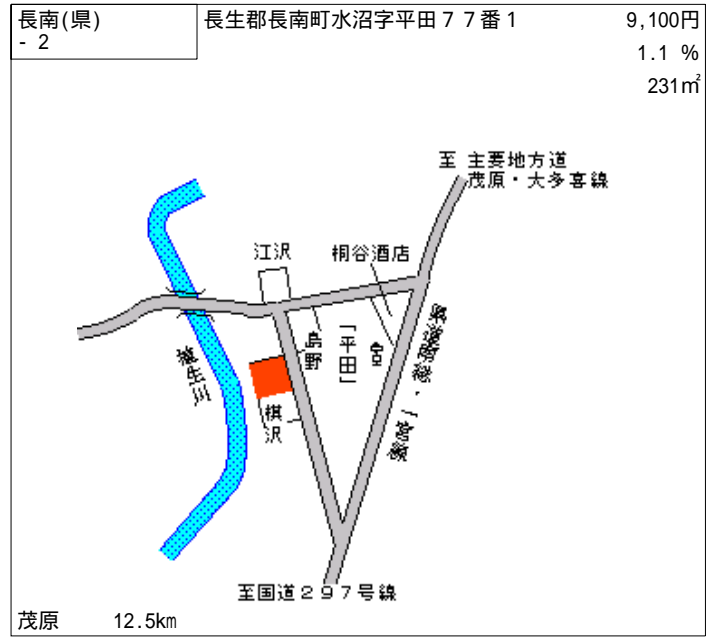 長南(県)
- 2
長生郡長南町水沼字平田７７番１
9,100円
1.1 %
231㎡
至 主要地方道
茂原・大多喜線
江沢
桐谷酒店
島野
「平田」
埴生川
棋沢
至国道２９７号線
茂原 12.5km